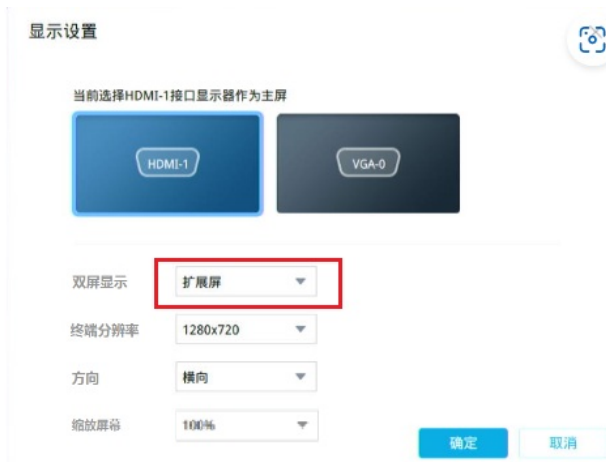 显示设置
当前选择HDMI-1接口显示器作为主屏
HDMI-1 VGA-0
双屏显示 扩展屏
终端分辨率 1280x720
方向 横向
缩放屏幕 100%
确定 取消